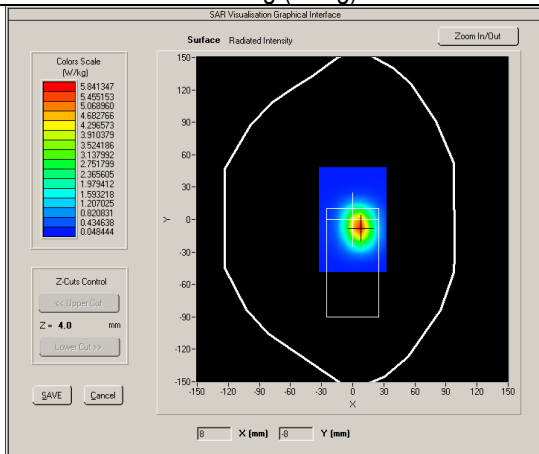 SAR Visualisation Graphical Interface
Surface Radiated Intensity
Zoom In/Out
Colors Scale
(W/kg)
5.841347
5.455153
5.068960
4.682766
4.296573
3.910379
3.524186
3.137992
2.751799
2.365605
1.979412
1.593218
1.207025
0.820831
0.434638
0.048444
Z-Cuts Control
<< Upper Cut
Z = 4.0 mm
Lower Cut >>
SAVE Cancel
150-
120-
90-
60-
30-
0-
-30-
-60-
-90-
-120-
-150-
Y
-150 -120 -90 -60 -30 0 30 60 90 120 150
X
8 X (mm) -8 Y (mm)